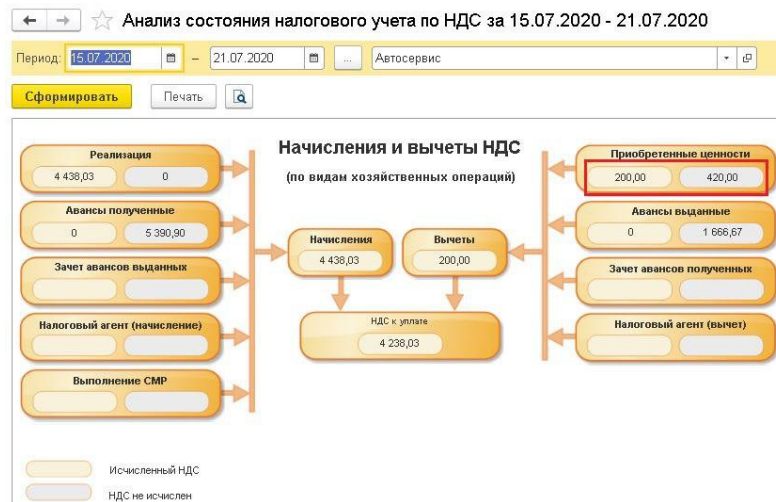 Анализ состояния налогового учета по НДС за 15.07.2020 - 21.07.2020
Период: 15.07.2020 – 21.07.2020 ... Автосервис
Сформировать Печать
Начисления и вычеты НДС
(по видам хозяйственных операций)
Реализация
4 438,03 0
Авансы полученные
0 5 390,90
Зачет авансов выданных
Налоговый агент (начисление)
Выполнение СМР
Начисления
4 438,03
Вычеты
200,00
НДС к уплате
4 238,03
Приобретенные ценности
200,00 420,00
Авансы выданные
0 1 666,67
Зачет авансов полученных
Налоговый агент (вычет)
Исчисленный НДС
НДС не исчислен